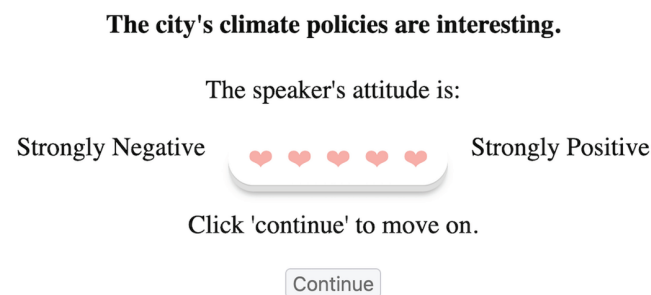 The city's climate policies are interesting.
The speaker's attitude is:
Strongly Negative Strongly Positive
Click 'continue' to move on.
Continue